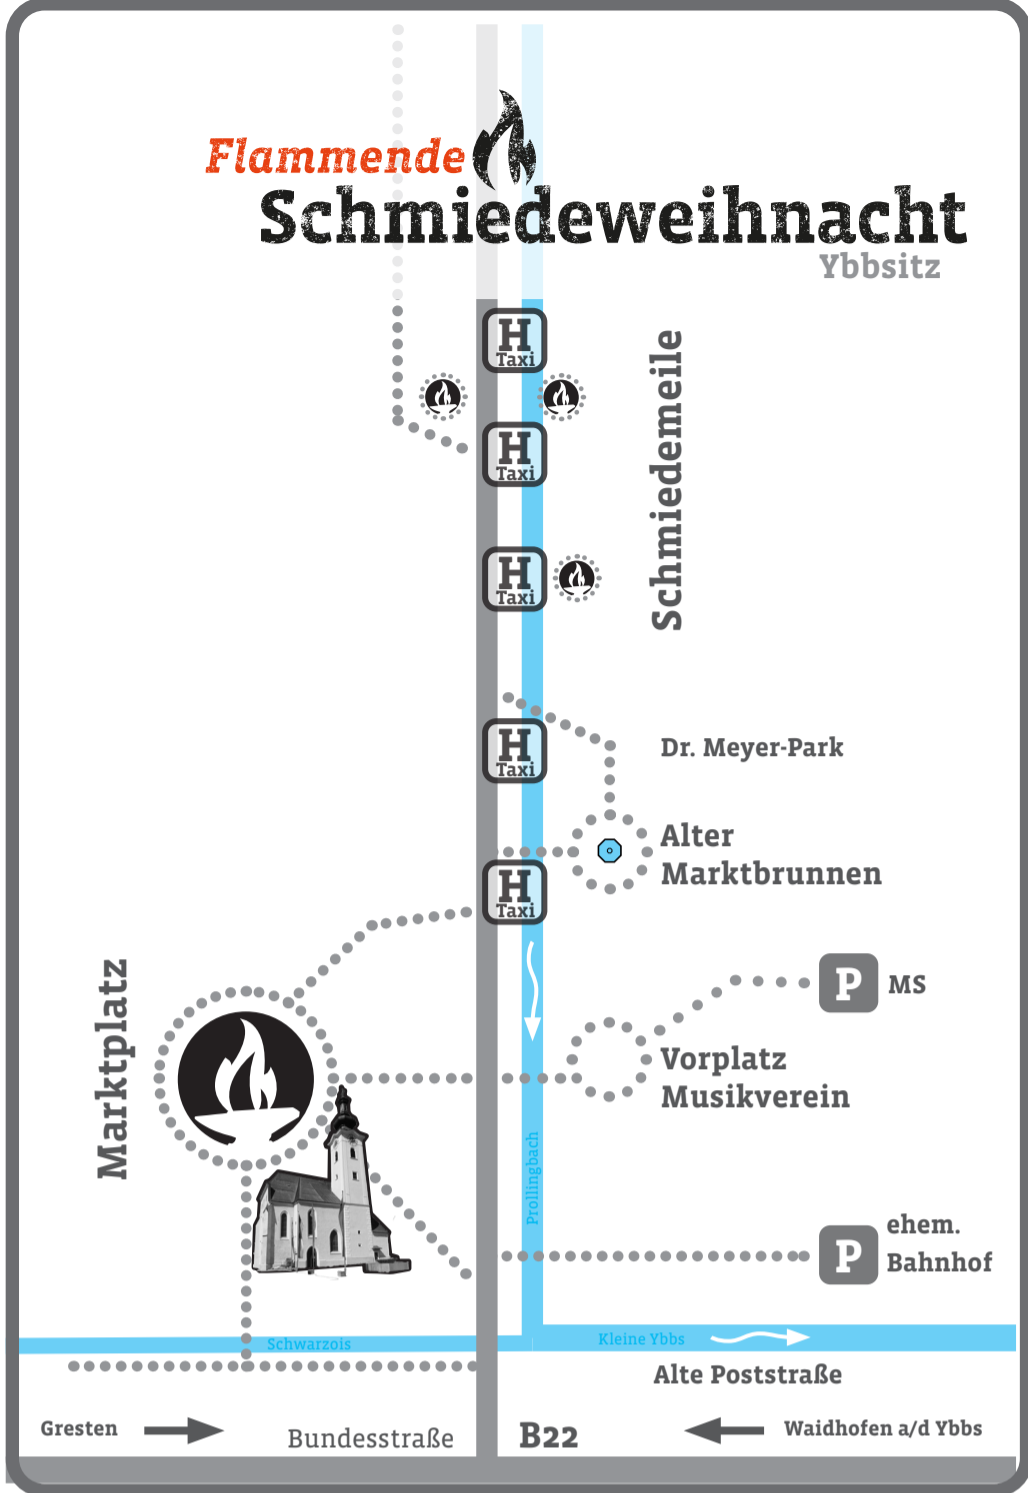 Flammende
Schmiedeweihnacht
Ybbsitz
H
Taxi
H
Taxi
Schmiedemeile
H
Taxi
H
Taxi
Dr. Meyer-Park
Alter
Marktbrunnen
H
Taxi
Marktplatz
P MS
Vorplatz
Musikverein
Prollingbach
P
ehem.
Bahnhof
Schwarzois
Kleine Ybbs
Alte Poststraße
Gresten
Bundesstraße
B22
Waidhofen a/d Ybbs